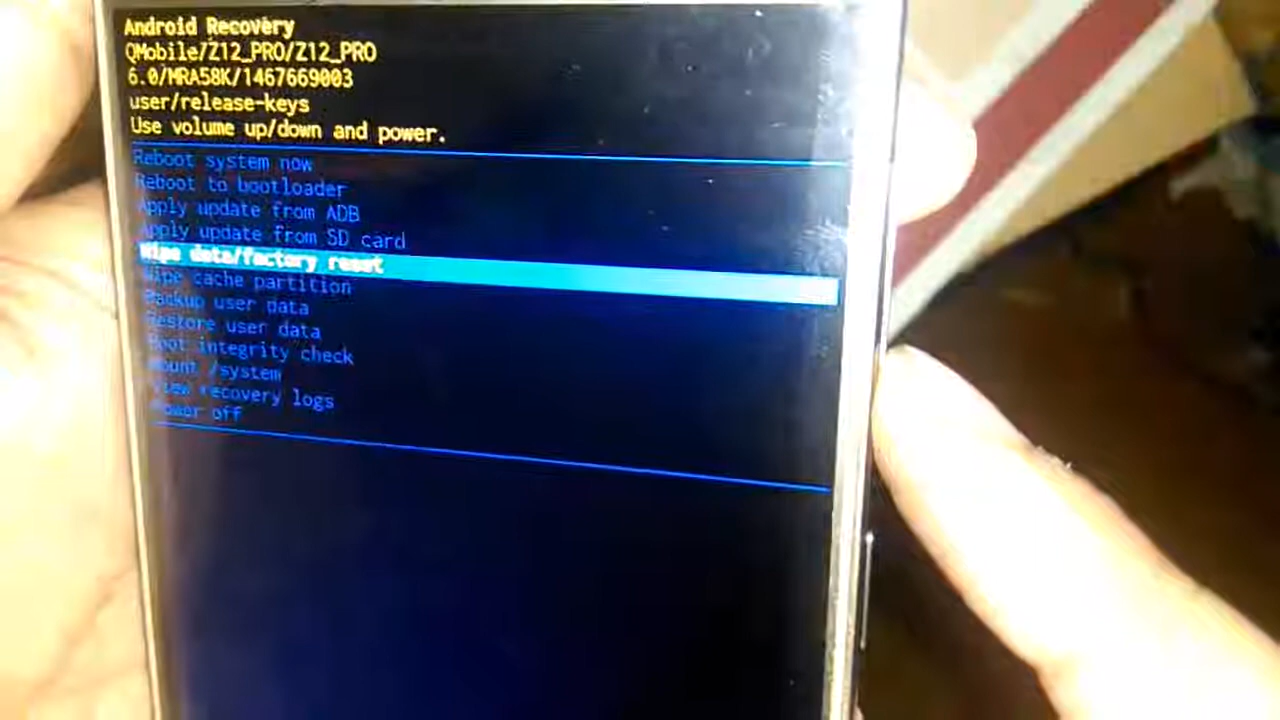 Android Recovery
QMobile/Z12_PRO/Z12_PRO
6.0/MRA58K/1467669003
user/release-keys
Use volume up/down and power.
Reboot system now
Reboot to bootloader
Apply update from ADB
Apply update from SD card
Wipe data/factory reset
Wipe cache partition
Backup user data
Restore user data
Root integrity check
Mount /system
View recovery logs
Power off